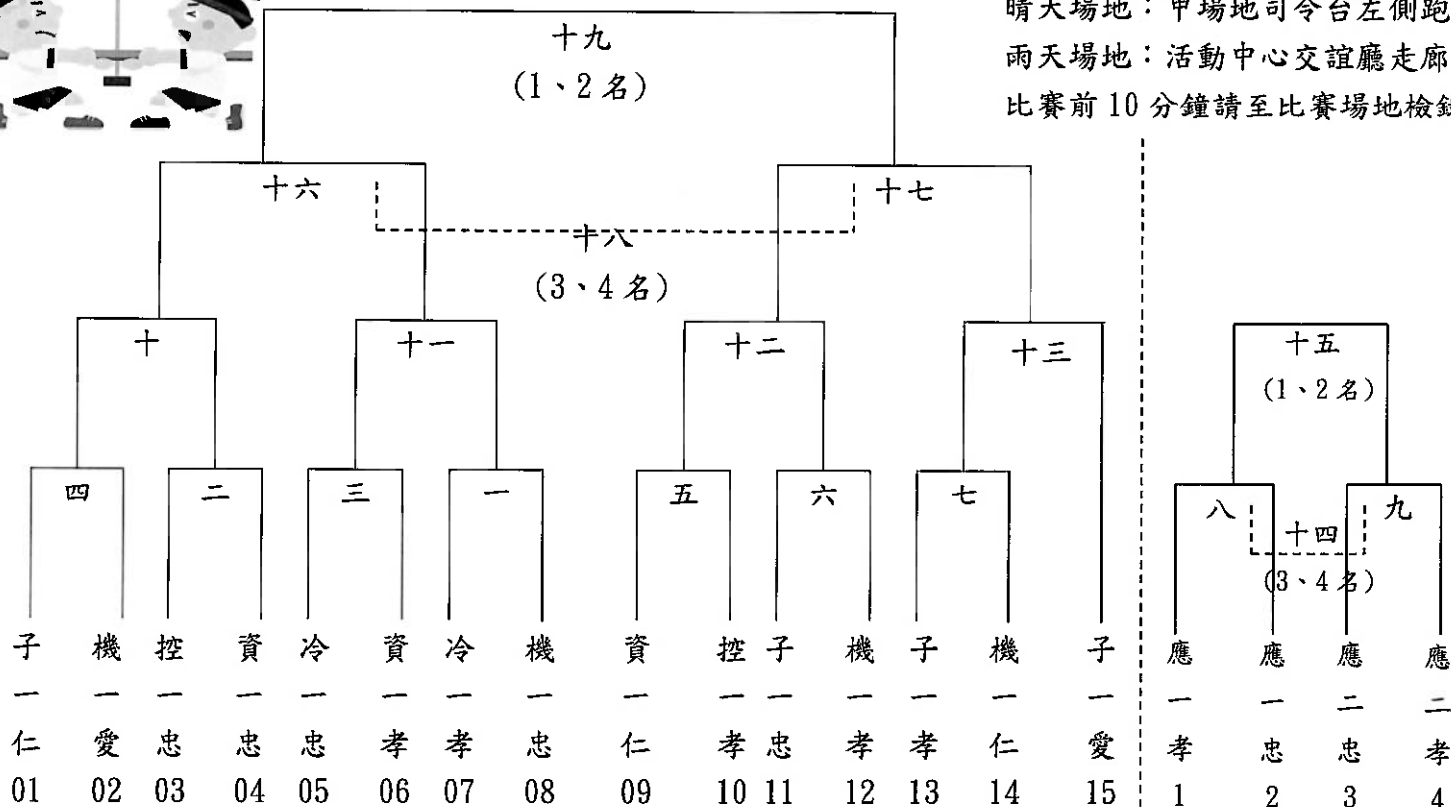 晴天場地：甲場地司令台左側跑
雨天場地：活動中心交誼廳走廊
比賽前 10 分鐘請至比賽場地檢錄
十九
(1、2 名)
十六
十七
十八
(3、4 名)
十
十一
十二
十三
十五
(1、2 名)
四
二
三
一
五
六
七
八
九
十四
(3、4 名)
子一仁 01
機一愛 02
控一忠 03
資一忠 04
冷一忠 05
資一孝 06
冷一孝 07
機一忠 08
資一仁 09
控一孝 10
子一忠 11
機一孝 12
子一孝 13
機一仁 14
子一愛 15
應一孝 1
應一忠 2
應二忠 3
應二孝 4